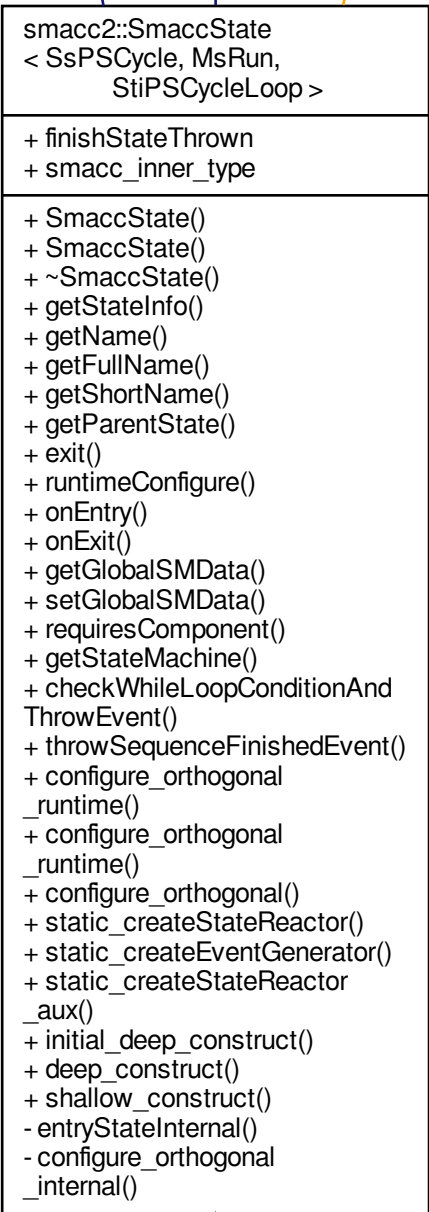 smacc2::SmaccState
< SsPSCycle, MsRun,
StiPSCycleLoop >
+ finishStateThrown
+ smacc_inner_type
+ SmaccState()
+ SmaccState()
+ ~SmaccState()
+ getStateInfo()
+ getName()
+ getFullName()
+ getShortName()
+ getParentState()
+ exit()
+ runtimeConfigure()
+ onEntry()
+ onExit()
+ getGlobalSMData()
+ setGlobalSMData()
+ requiresComponent()
+ getStateMachine()
+ checkWhileLoopConditionAnd
ThrowEvent()
+ throwSequenceFinishedEvent()
+ configure_orthogonal
_runtime()
+ configure_orthogonal
_runtime()
+ configure_orthogonal()
+ static_createStateReactor()
+ static_createEventGenerator()
+ static_createStateReactor
_aux()
+ initial_deep_construct()
+ deep_construct()
+ shallow_construct()
- entryStateInternal()
- configure_orthogonal
_internal()